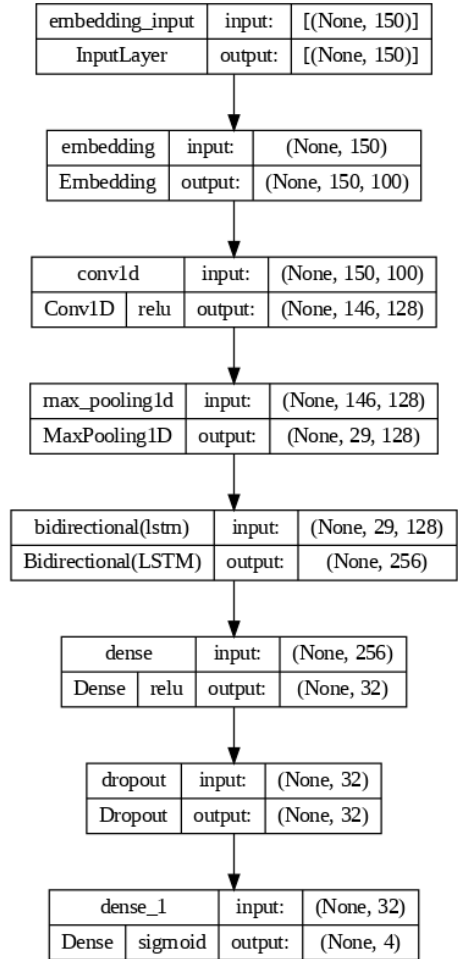 embedding_input input: [(None, 150)]
InputLayer output: [(None, 150)]
embedding input: (None, 150)
Embedding output: (None, 150, 100)
conv1d input: (None, 150, 100)
Conv1D relu output: (None, 146, 128)
max_pooling1d input: (None, 146, 128)
MaxPooling1D output: (None, 29, 128)
bidirectional(lstm) input: (None, 29, 128)
Bidirectional(LSTM) output: (None, 256)
dense input: (None, 256)
Dense relu output: (None, 32)
dropout input: (None, 32)
Dropout output: (None, 32)
dense_1 input: (None, 32)
Dense sigmoid output: (None, 4)